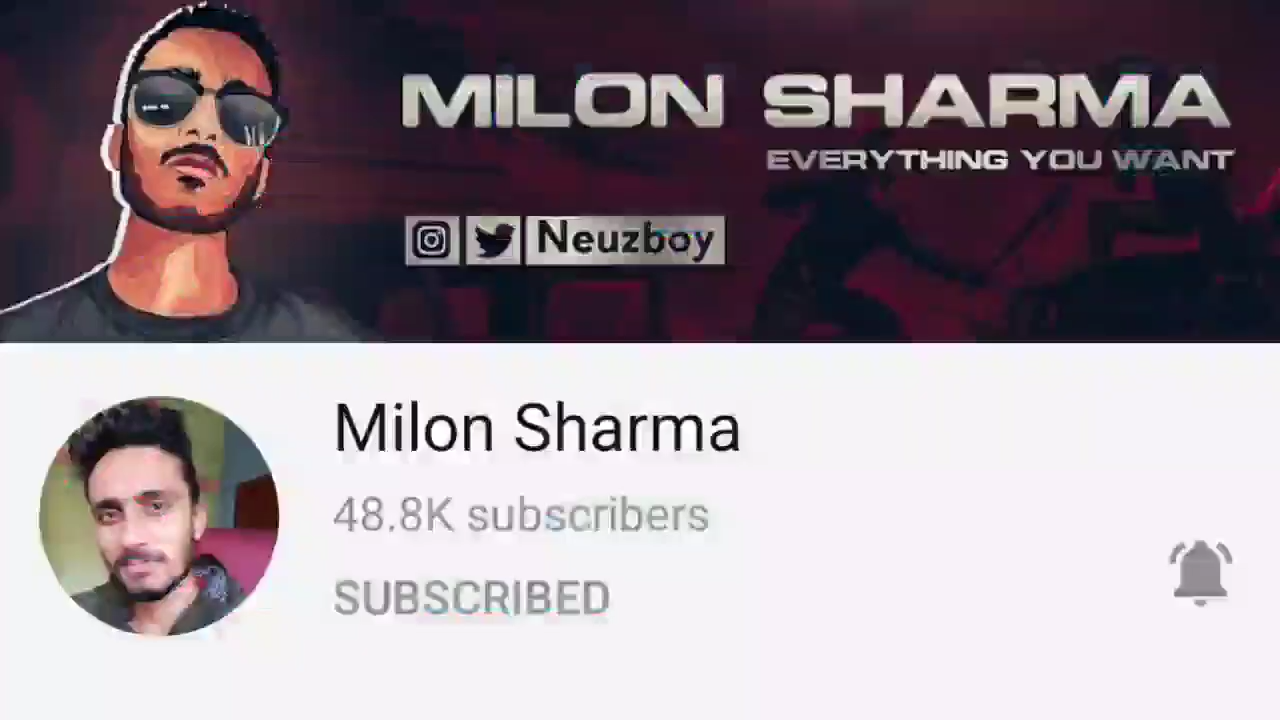 MILON SHARMA
EVERYTHING YOU WANT
Neuzboy
Milon Sharma
48.8K subscribers
SUBSCRIBED